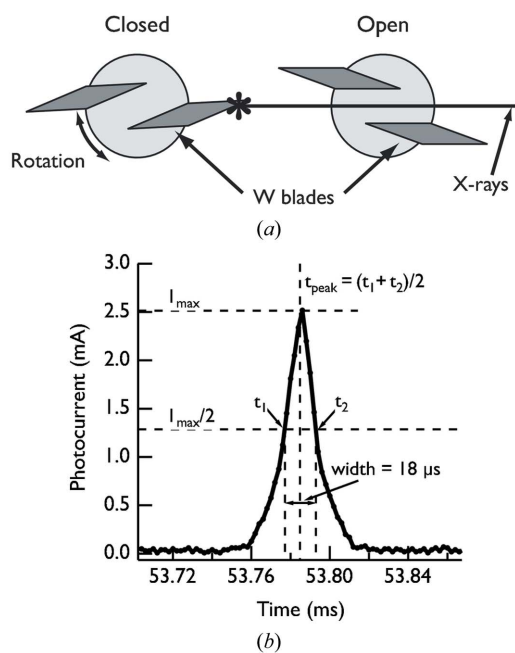 Closed
Open
Rotation
W blades
X-rays
(a)
3.0
2.5
2.0
1.5
1.0
0.5
0.0
Photocurrent (mA)
I_max
t_peak = (t_1 + t_2)/2
I_max/2
t_1
t_2
width = 18 µs
53.72
53.76
53.80
53.84
Time (ms)
(b)